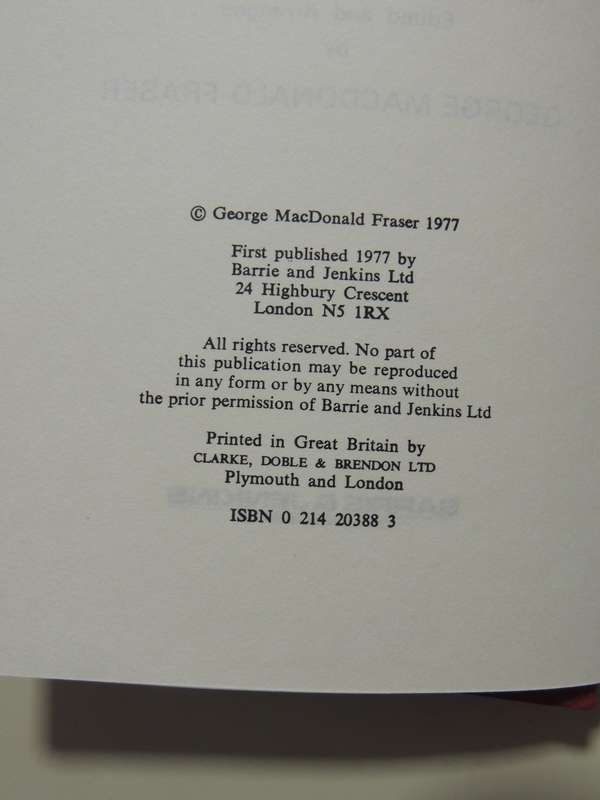 © George MacDonald Fraser 1977
First published 1977 by
Barrie and Jenkins Ltd
24 Highbury Crescent
London N5 1RX
All rights reserved. No part of
this publication may be reproduced
in any form or by any means without
the prior permission of Barrie and Jenkins Ltd
Printed in Great Britain by
CLARKE, DOBLE & BRENDON LTD
Plymouth and London
ISBN 0 214 20388 3